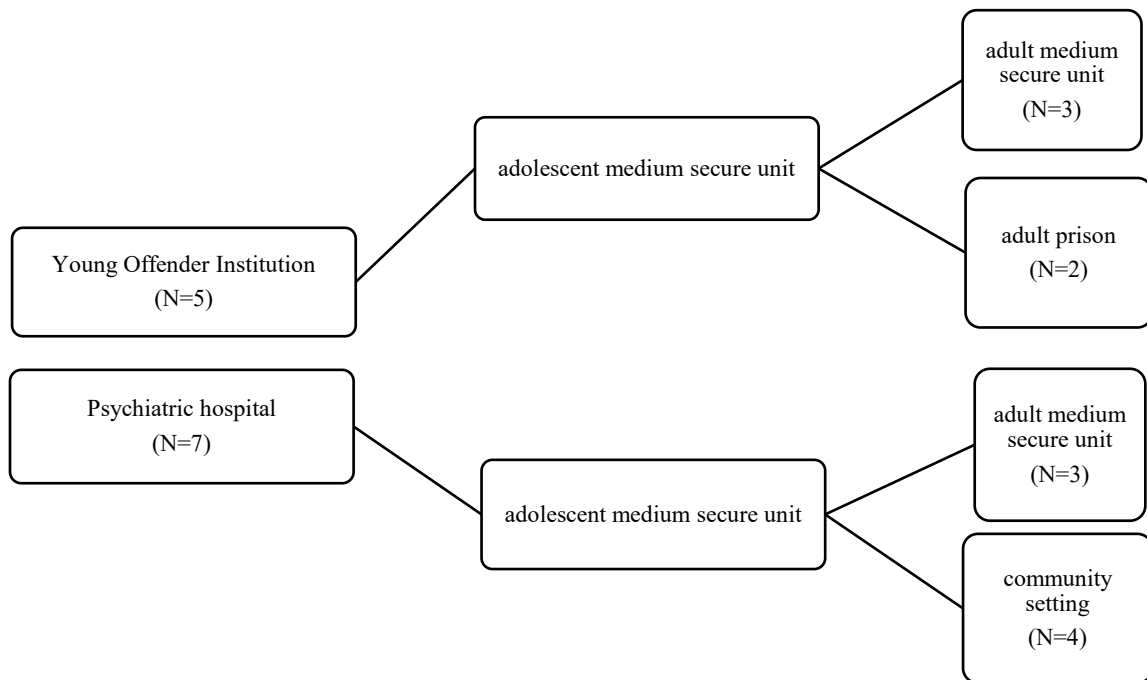 Young Offender Institution
(N=5)
adolescent medium secure unit
adult medium
secure unit
(N=3)
adult prison
(N=2)
Psychiatric hospital
(N=7)
adolescent medium secure unit
adult medium
secure unit
(N=3)
community
setting
(N=4)